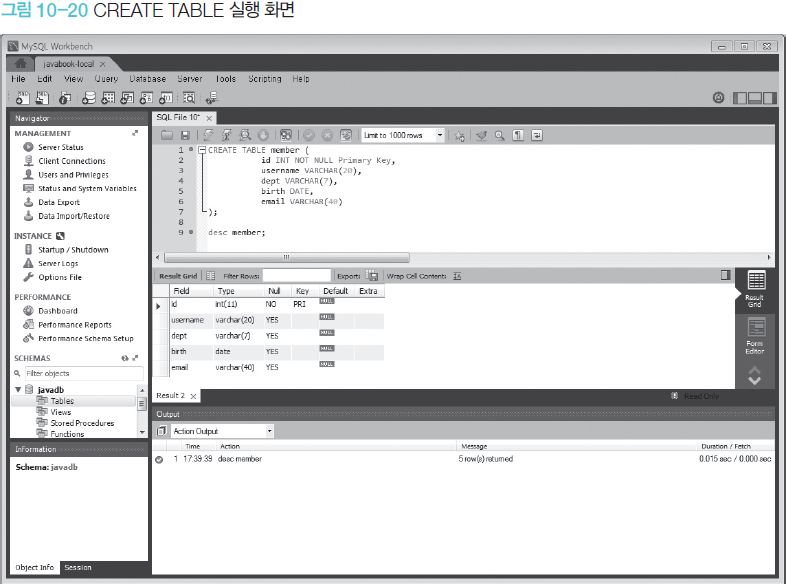 그림 10-20 CREATE TABLE 실행 화면
MySQL Workbench
javabook-local ×
File Edit View Query Database Server Tools Scripting Help
Navigator
MANAGEMENT
Server Status
Client Connections
Users and Privileges
Status and System Variables
Data Export
Data Import/Restore
INSTANCE
Startup / Shutdown
Server Logs
Options File
PERFORMANCE
Dashboard
Performance Reports
Performance Schema Setup
SCHEMAS
Filter objects
javadb
Tables
Views
Stored Procedures
Functions
Information
Schema: javadb
Object Info Session
SQL File 10* ×
Limit to 1000 rows
1 CREATE TABLE member (
2 id INT NOT NULL Primary Key,
3 username VARCHAR(20),
4 dept VARCHAR(7),
5 birth DATE,
6 email VARCHAR(40)
7 );
8
9 desc member;
Result Grid Filter Rows: Export: Wrap Cell Content:
Field Type Null Key Default Extra
id int(11) NO PRI NULL
username varchar(20) YES NULL
dept varchar(7) YES NULL
birth date YES NULL
email varchar(40) YES NULL
Result Grid
Form Editor
Result 2 ×
Read Only
Output
Action Output
Time Action Message Duration / Fetch
1 17:39:39 desc member 5 row(s) returned 0.015 sec / 0.000 sec